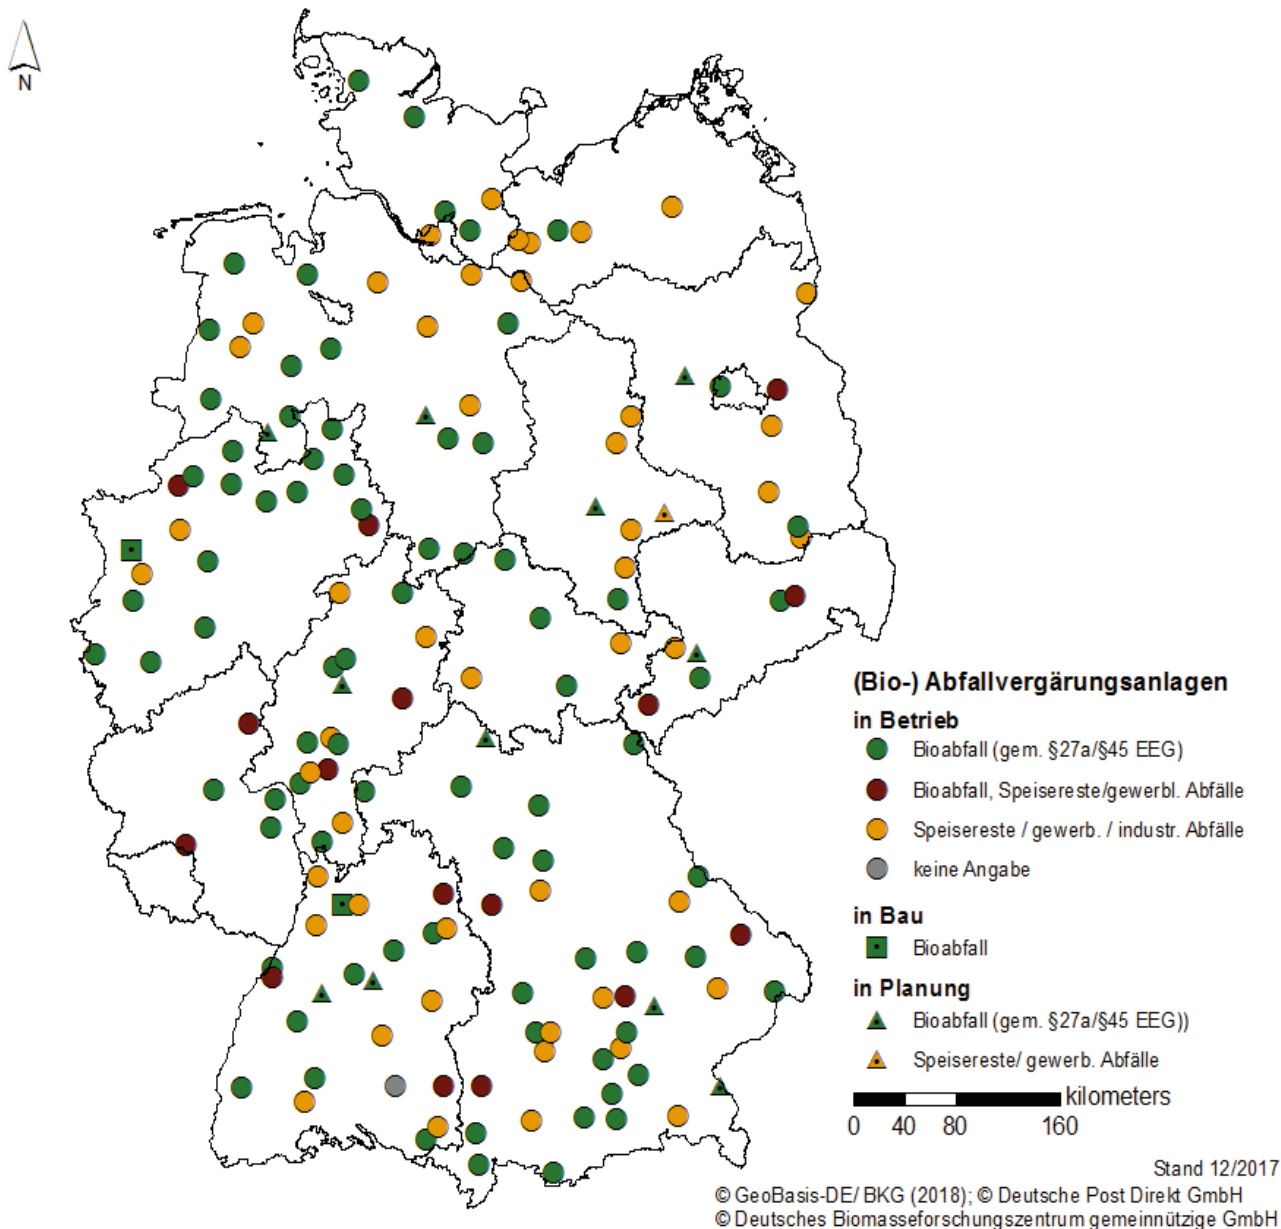 N
(Bio-) Abfallvergärungsanlagen
in Betrieb
Bioabfall (gem. §27a/§45 EEG)
Bioabfall, Speisereste/gewerbl. Abfälle
Speisereste / gewerb. / industr. Abfälle
keine Angabe
in Bau
Bioabfall
in Planung
Bioabfall (gem. §27a/§45 EEG))
Speisereste/ gewerb. Abfälle
kilometers
0 40 80 160
Stand 12/2017
© GeoBasis-DE/ BKG (2018); © Deutsche Post Direkt GmbH
© Deutsches Biomasseforschungszentrum gemeinnützige GmbH